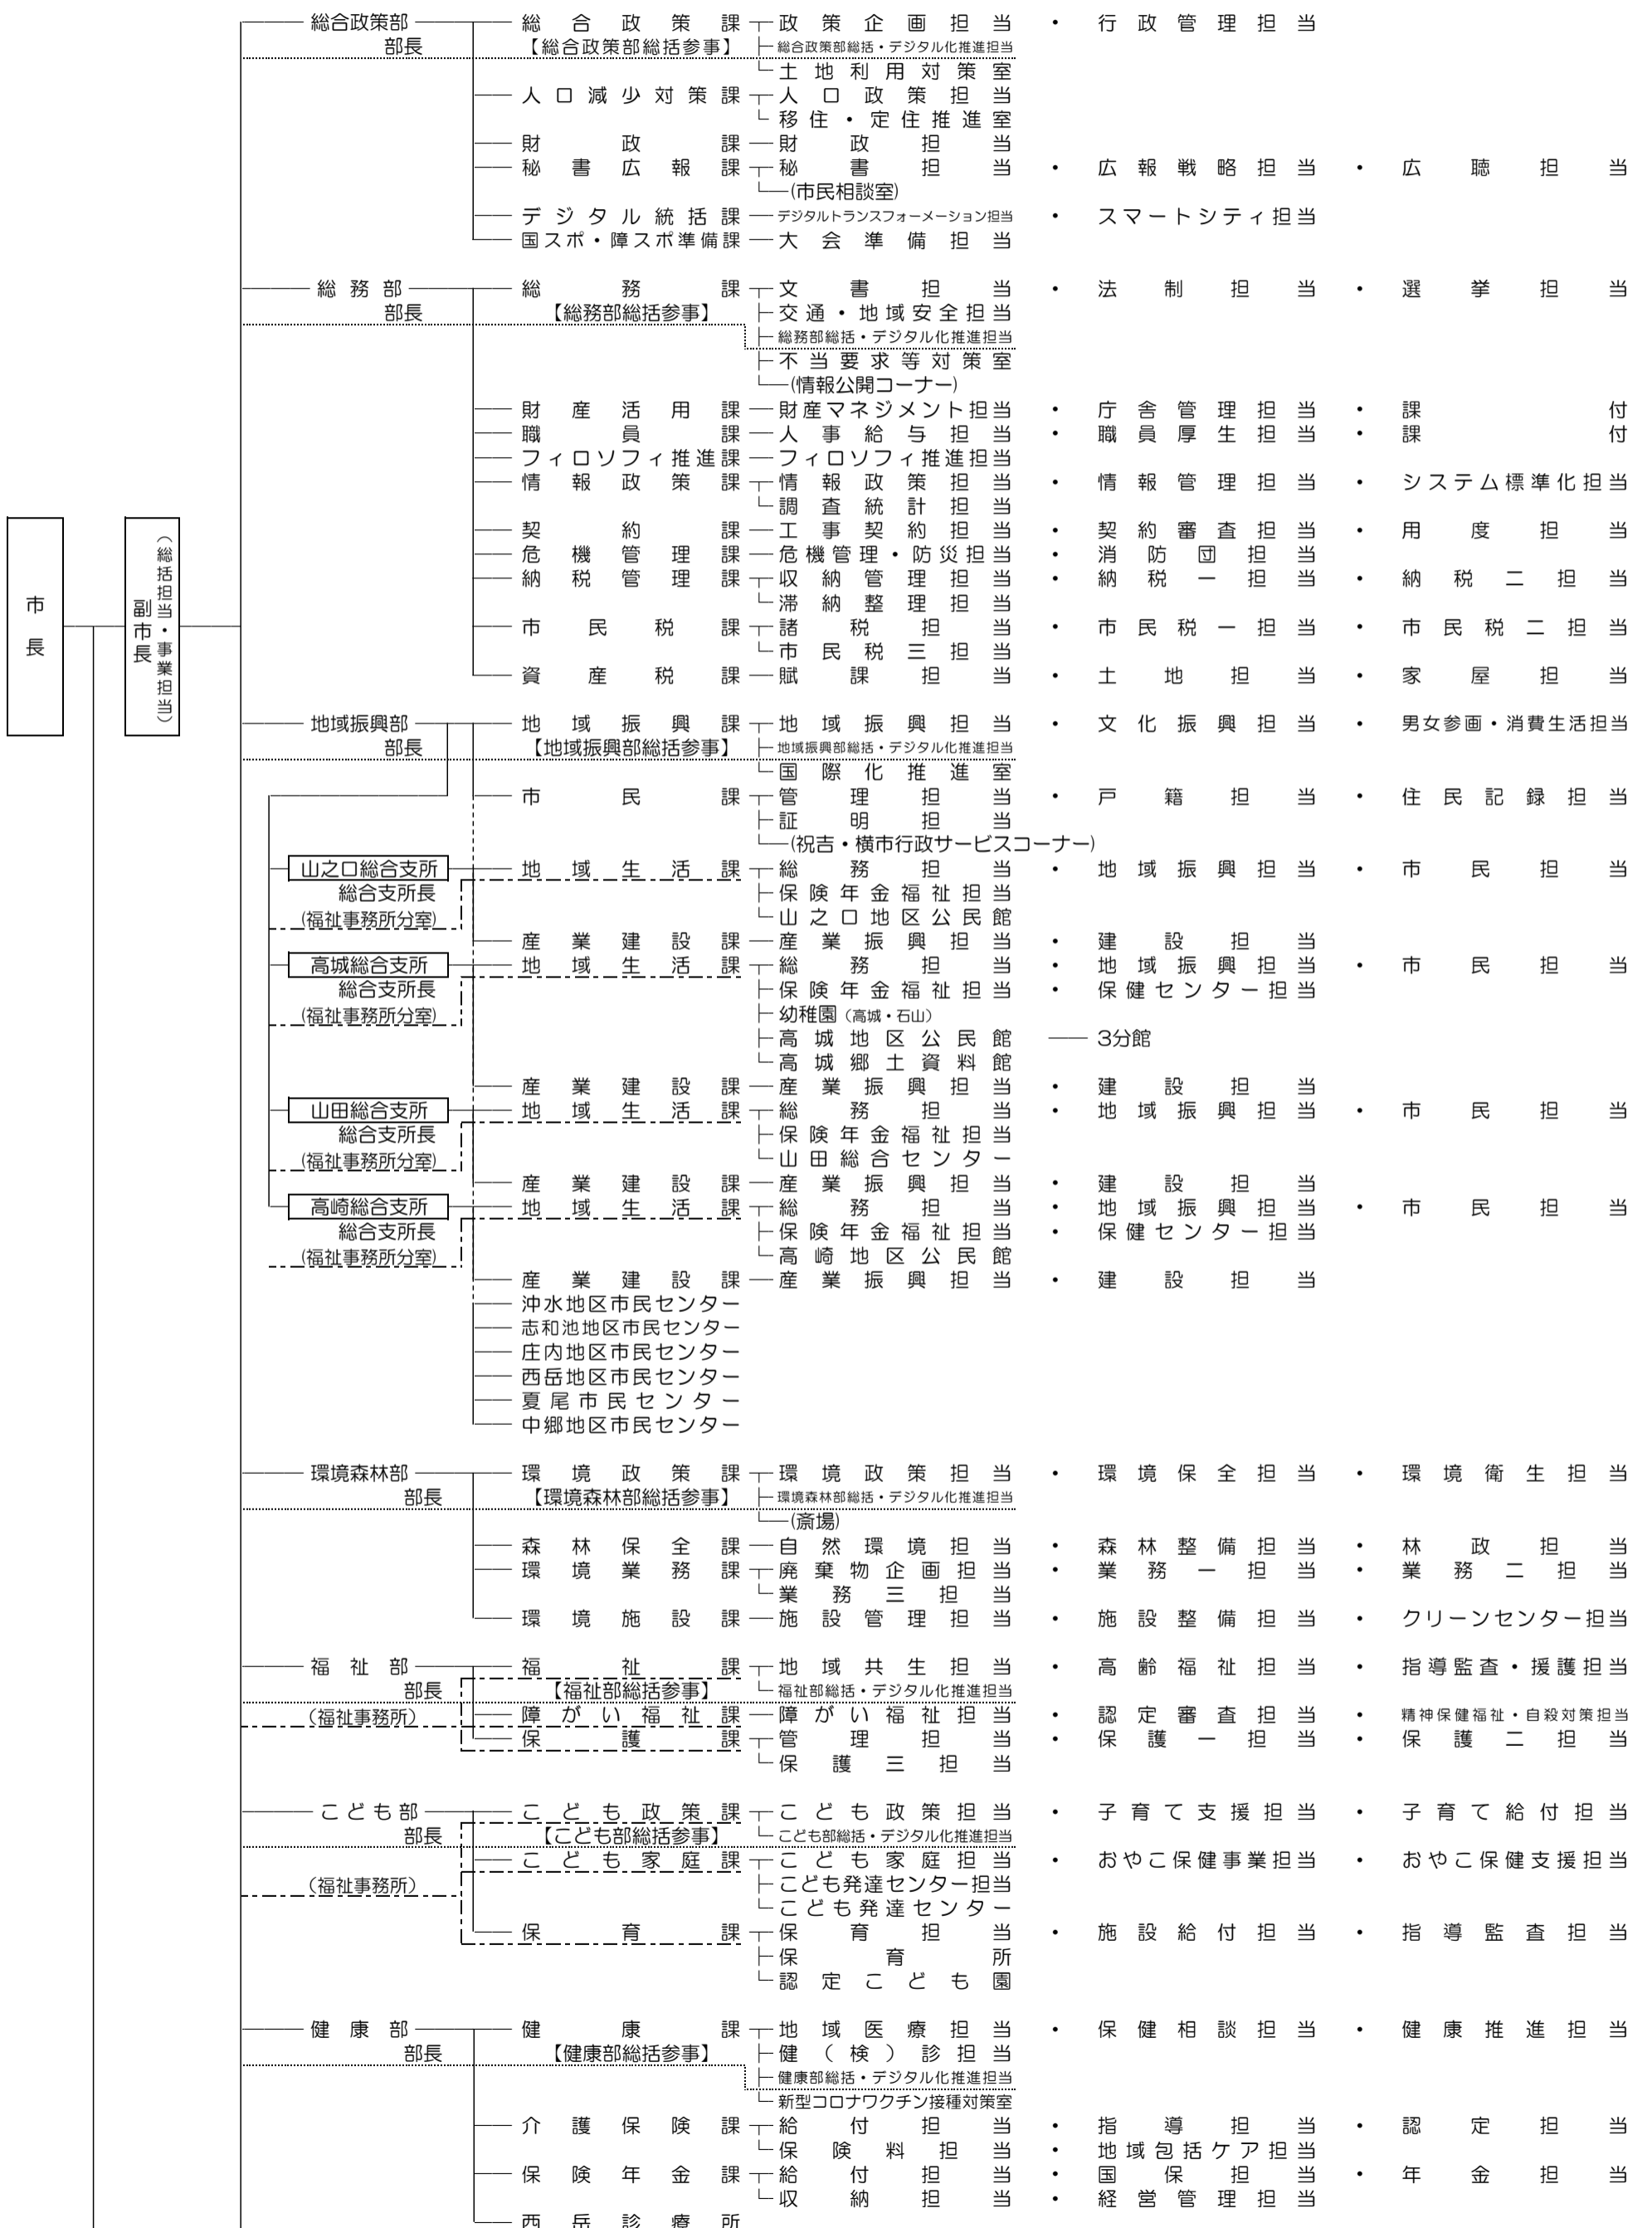 総合政策部 総合政策課 政策企画担当 ・ 行政管理担当
部長 【総合政策部総括参事】 総合政策部総括・デジタル化推進担当
土地利用対策室
人口減少対策課 人口政策担当
移住・定住推進室
財政課 財政担当
秘書広報課 秘書担当 ・ 広報戦略担当 ・ 広聴担当
(市民相談室)
デジタル統括課 デジタルトランスフォーメーション担当 ・ スマートシティ担当
国スポ・障スポ準備課 大会準備担当
総務部 総務課 文書担当 ・ 法制担当 ・ 選挙担当
部長 【総務部総括参事】 交通・地域安全担当
総務部総括・デジタル化推進担当
不当要求等対策室
(情報公開コーナー)
財産活用課 財産マネジメント担当 ・ 庁舎管理担当 ・ 課付
職員課 人事給与担当 ・ 職員厚生担当 ・ 課付
フィロソフィ推進課 フィロソフィ推進担当
情報政策課 情報政策担当 ・ 情報管理担当 ・ システム標準化担当
調査統計担当
契約課 工事契約担当 ・ 契約審査担当 ・ 用度担当
危機管理課 危機管理・防災担当 ・ 消防団担当
納税管理課 収納管理担当 ・ 納税一担当 ・ 納税二担当
滞納整理担当
市長
副市長
(総括担当・事業担当)
市民税課 諸税担当 ・ 市民税一担当 ・ 市民税二担当
市民税三担当
資産税課 賦課担当 ・ 土地担当 ・ 家屋担当
地域振興部 地域振興課 地域振興担当 ・ 文化振興担当 ・ 男女参画・消費生活担当
部長 【地域振興部総括参事】 地域振興部総括・デジタル化推進担当
国際化推進室
市民課 管理担当 ・ 戸籍担当 ・ 住民記録担当
証明担当
(祝吉・横市行政サービスコーナー)
山之口総合支所 地域生活課 総務担当 ・ 地域振興担当 ・ 市民担当
総合支所長 保険年金福祉担当
(福祉事務所分室) 山之口地区公民館
産業建設課 産業振興担当 ・ 建設担当
高城総合支所 地域生活課 総務担当 ・ 地域振興担当 ・ 市民担当
総合支所長 保険年金福祉担当 ・ 保健センター担当
(福祉事務所分室) 幼稚園(高城・石山)
高城地区公民館 3分館
高城郷土資料館
産業建設課 産業振興担当 ・ 建設担当
山田総合支所 地域生活課 総務担当 ・ 地域振興担当 ・ 市民担当
総合支所長 保険年金福祉担当
(福祉事務所分室) 山田総合センター
産業建設課 産業振興担当 ・ 建設担当
高崎総合支所 地域生活課 総務担当 ・ 地域振興担当 ・ 市民担当
総合支所長 保険年金福祉担当 ・ 保健センター担当
(福祉事務所分室) 高崎地区公民館
産業建設課 産業振興担当 ・ 建設担当
沖水地区市民センター
志和池地区市民センター
庄内地区市民センター
西岳地区市民センター
夏尾市民センター
中郷地区市民センター
環境森林部 環境政策課 環境政策担当 ・ 環境保全担当 ・ 環境衛生担当
部長 【環境森林部総括参事】 環境森林部総括・デジタル化推進担当
(斎場)
森林保全課 自然環境担当 ・ 森林整備担当 ・ 林政担当
環境業務課 廃棄物企画担当 ・ 業務一担当 ・ 業務二担当
業務三担当
環境施設課 施設管理担当 ・ 施設整備担当 ・ クリーンセンター担当
福祉部 福祉課 地域共生担当 ・ 高齢福祉担当 ・ 指導監査・援護担当
部長 【福祉部総括参事】 福祉部総括・デジタル化推進担当
(福祉事務所) 障がい福祉課 障がい福祉担当 ・ 認定審査担当 ・ 精神保健福祉・自殺対策担当
保護課 管理担当 ・ 保護一担当 ・ 保護二担当
保護三担当
こども部 こども政策課 こども政策担当 ・ 子育て支援担当 ・ 子育て給付担当
部長 【こども部総括参事】 こども部総括・デジタル化推進担当
こども家庭課 こども家庭担当 ・ おやこ保健事業担当 ・ おやこ保健支援担当
(福祉事務所) こども発達センター担当
こども発達センター
保育課 保育担当 ・ 施設給付担当 ・ 指導監査担当
保育所
認定こども園
健康部 健康課 地域医療担当 ・ 保健相談担当 ・ 健康推進担当
部長 【健康部総括参事】 健(検)診担当
健康部総括・デジタル化推進担当
新型コロナワクチン接種対策室
介護保険課 給付担当 ・ 指導担当 ・ 認定担当
保険料担当 ・ 地域包括ケア担当
保険年金課 給付担当 ・ 国保担当 ・ 年金担当
収納担当 ・ 経営管理担当
西岳診療所